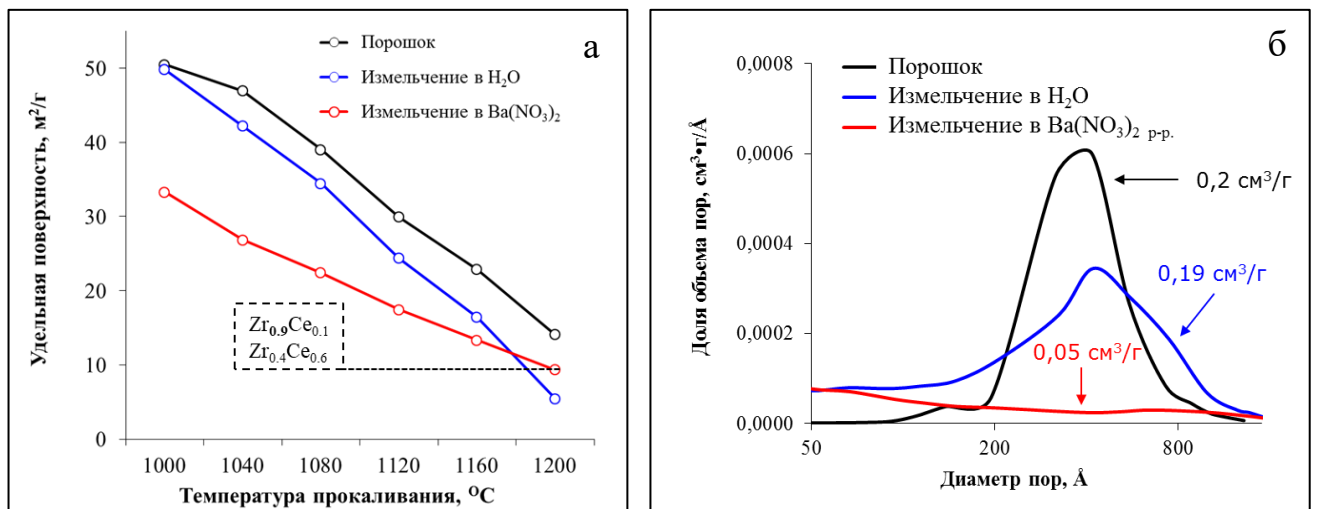 а
Порошок
Измельчение в H₂O
Измельчение в Ba(NO₃)₂
Удельная поверхность, м²/г
50
40
30
20
10
0
Zr₀.₉Ce₀.₁
Zr₀.₄Ce₀.₆
1000 1040 1080 1120 1160 1200
Температура прокаливания, ᴼС
б
Порошок
Измельчение в H₂O
Измельчение в Ba(NO₃)₂ р-р.
Доля объема пор, см³•г/Å
0,0008
0,0006
0,0004
0,0002
0,0000
0,2 см³/г
0,19 см³/г
0,05 см³/г
50 200 800
Диаметр пор, Å